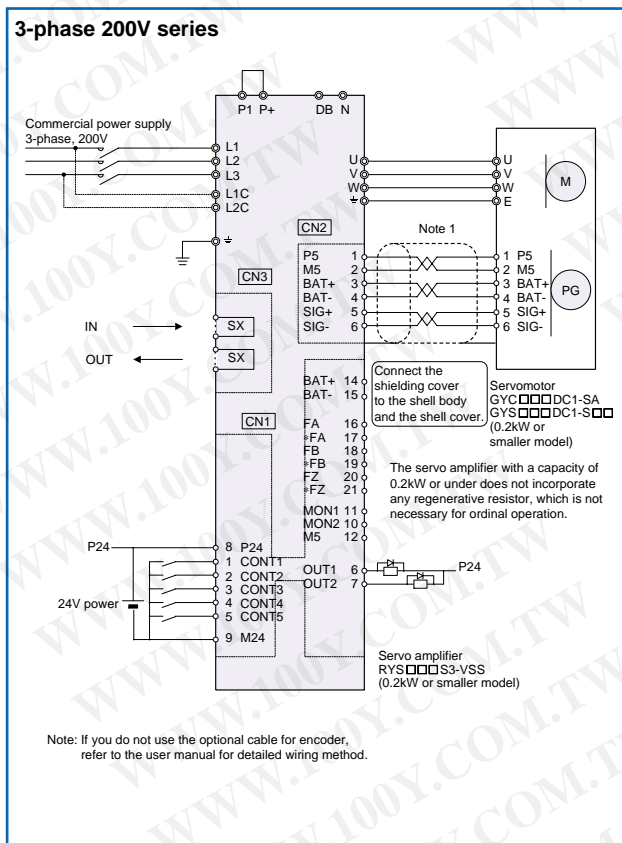 3-phase 200V series
P1 P+ DB N
Commercial power supply
3-phase, 200V
L1
L2
L3
L1C
L2C
U
V
W
U
V
W
E
M
CN2
Note 1
P5 1
M5 2
BAT+ 3
BAT- 4
SIG+ 5
SIG- 6
1 P5
2 M5
3 BAT+
4 BAT-
5 SIG+
6 SIG-
PG
CN3
IN
SX
OUT
SX
Connect the
shielding cover
to the shell body
and the shell cover.
Servomotor
GYC□□□DC1-SA
GYS□□□DC1-S□□
(0.2kW or
smaller model)
BAT+ 14
BAT- 15
CN1
FA 16
*FA 17
FB 18
*FB 19
FZ 20
*FZ 21
The servo amplifier with a capacity of
0.2kW or under does not incorporate
any regenerative resistor, which is not
necessary for ordinal operation.
MON1 11
MON2 10
M5 12
P24
8 P24
1 CONT1
2 CONT2
3 CONT3
4 CONT4
5 CONT5
9 M24
24V power
OUT1 6
OUT2 7
P24
Servo amplifier
RYS□□□S3-VSS
(0.2kW or smaller model)
Note: If you do not use the optional cable for encoder,
refer to the user manual for detailed wiring method.
WWW.100Y.COM.TW